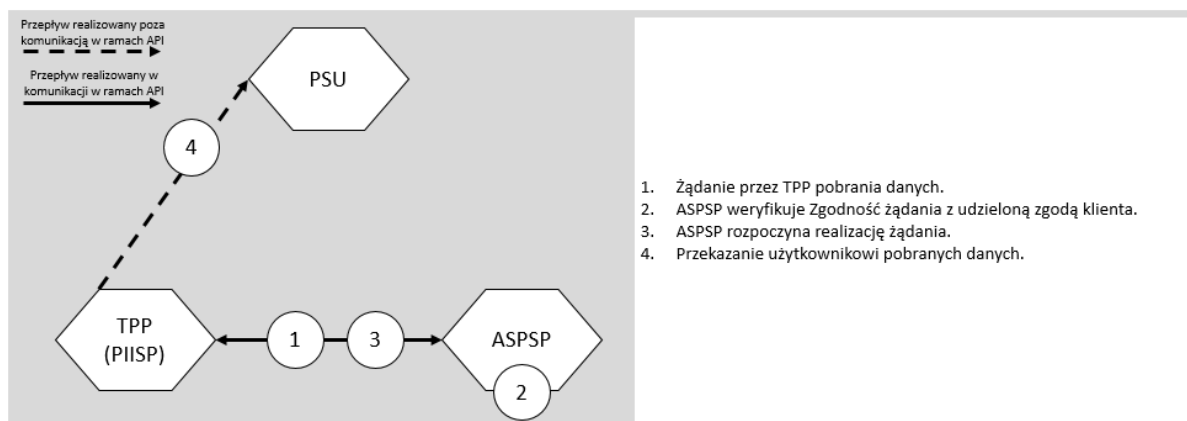 Przepływ realizowany poza
komunikacją w ramach API
Przepływ realizowany w
komunikacji w ramach API
PSU
4
TPP
(PIISP)
1
3
ASPSP
2
1. Żądanie przez TPP pobrania danych.
2. ASPSP weryfikuje Zgodność żądania z udzieloną zgodą klienta.
3. ASPSP rozpoczyna realizację żądania.
4. Przekazanie użytkownikowi pobranych danych.